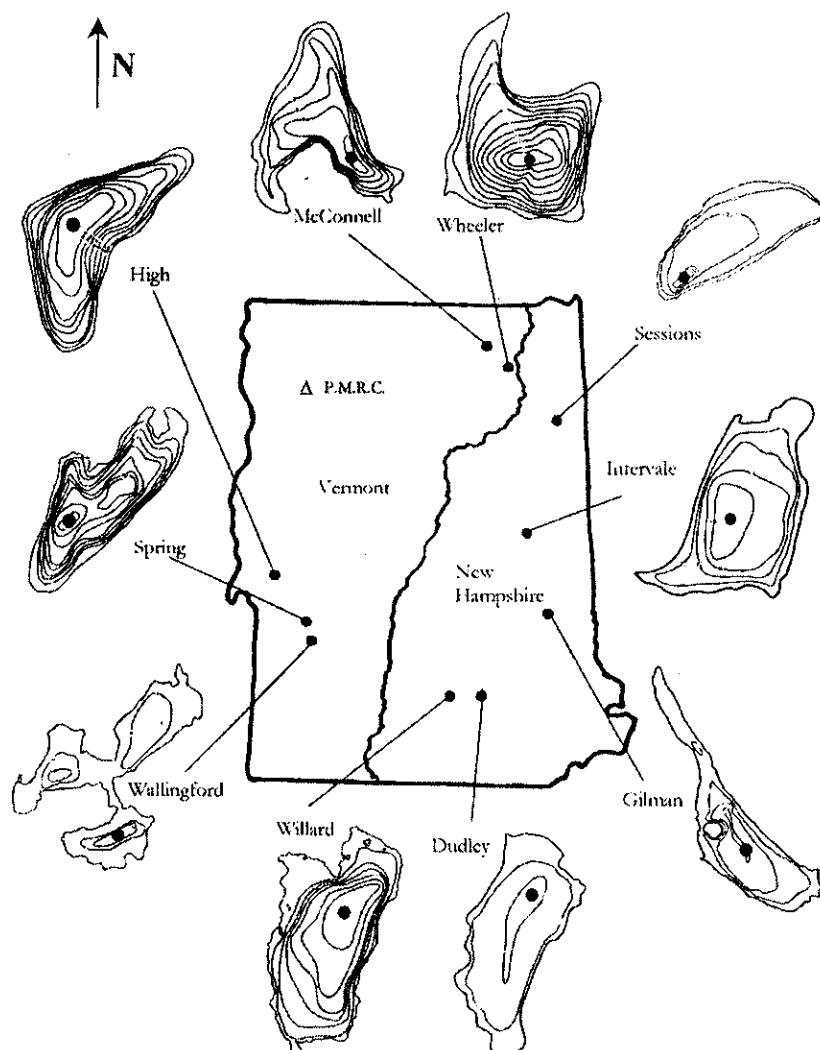 N
McConnell
Wheeler
High
Sessions
Δ P.M.R.C.
Vermont
Intervale
Spring
New
Hampshire
Wallingford
Willard
Dudley
Gilman